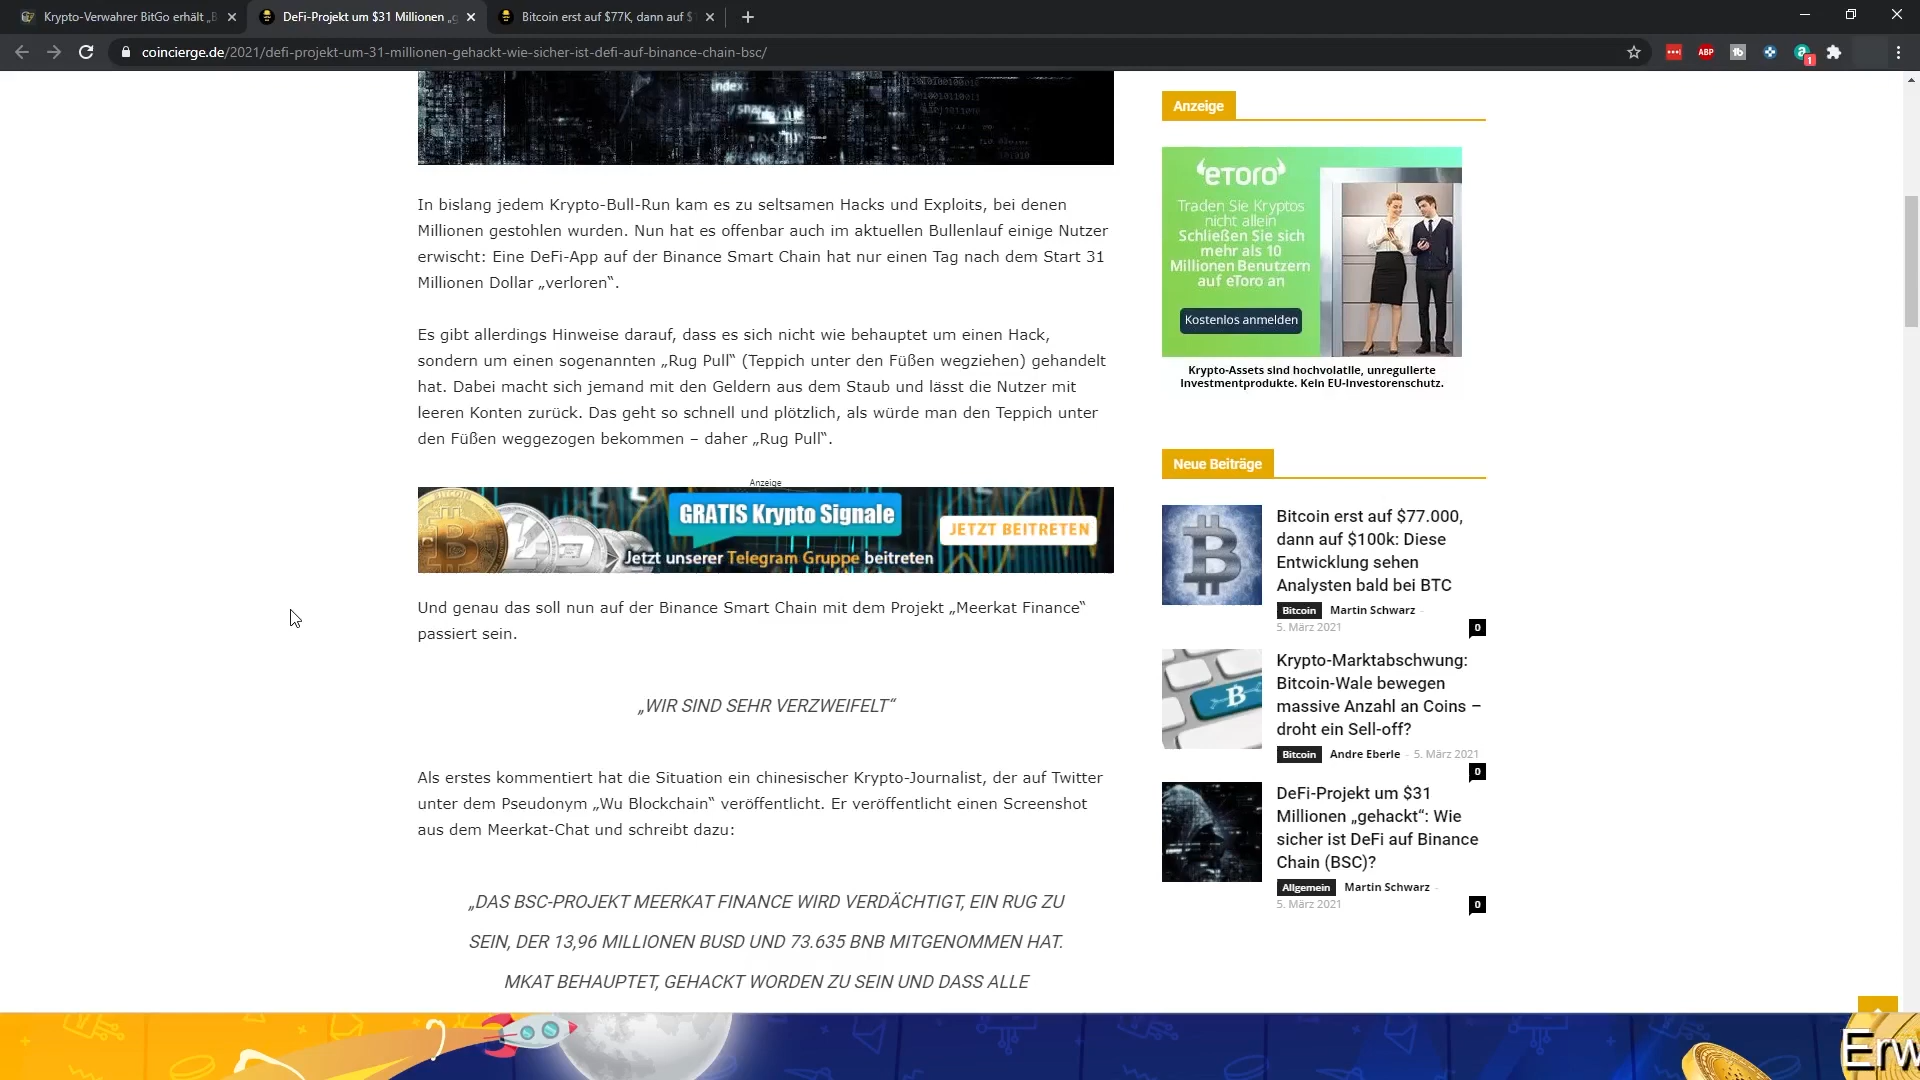 Krypto-Verwahrer BitGo erhält „B
DeFi-Projekt um $31 Millionen „g
Bitcoin erst auf $77K, dann auf $1
coincierge.de/2021/defi-projekt-um-31-millionen-gehackt-wie-sicher-ist-defi-auf-binance-chain-bsc/
ABP
1
index
In bislang jedem Krypto-Bull-Run kam es zu seltsamen Hacks und Exploits, bei denen
Millionen gestohlen wurden. Nun hat es offenbar auch im aktuellen Bullenlauf einige Nutzer
erwischt: Eine DeFi-App auf der Binance Smart Chain hat nur einen Tag nach dem Start 31
Millionen Dollar „verloren“.
Es gibt allerdings Hinweise darauf, dass es sich nicht wie behauptet um einen Hack,
sondern um einen sogenannten „Rug Pull“ (Teppich unter den Füßen wegziehen) gehandelt
hat. Dabei macht sich jemand mit den Geldern aus dem Staub und lässt die Nutzer mit
leeren Konten zurück. Das geht so schnell und plötzlich, als würde man den Teppich unter
den Füßen weggezogen bekommen – daher „Rug Pull“.
Anzeige
GRATIS Krypto Signale
JETZT BEITRETEN
Jetzt unserer Telegram Gruppe beitreten
Und genau das soll nun auf der Binance Smart Chain mit dem Projekt „Meerkat Finance“
passiert sein.
„WIR SIND SEHR VERZWEIFELT“
Als erstes kommentiert hat die Situation ein chinesischer Krypto-Journalist, der auf Twitter
unter dem Pseudonym „Wu Blockchain“ veröffentlicht. Er veröffentlicht einen Screenshot
aus dem Meerkat-Chat und schreibt dazu:
„DAS BSC-PROJEKT MEERKAT FINANCE WIRD VERDÄCHTIGT, EIN RUG ZU
SEIN, DER 13,96 MILLIONEN BUSD UND 73.635 BNB MITGENOMMEN HAT.
MKAT BEHAUPTET, GEHACKT WORDEN ZU SEIN UND DASS ALLE
Anzeige
eToro
Traden Sie Kryptos
nicht allein
Schließen Sie sich
mehr als 10
Millionen Benutzern
auf eToro an
Kostenlos anmelden
Krypto-Assets sind hochvolatile, unregulierte
Investmentprodukte. Kein EU-Investorenschutz.
Neue Beiträge
Bitcoin erst auf $77.000,
dann auf $100k: Diese
Entwicklung sehen
Analysten bald bei BTC
Bitcoin Martin Schwarz -
5. März 2021
0
Krypto-Marktabschwung:
Bitcoin-Wale bewegen
massive Anzahl an Coins –
droht ein Sell-off?
Bitcoin Andre Eberle - 5. März 2021
0
DeFi-Projekt um $31
Millionen „gehackt“: Wie
sicher ist DeFi auf Binance
Chain (BSC)?
Allgemein Martin Schwarz -
5. März 2021
0
Erw